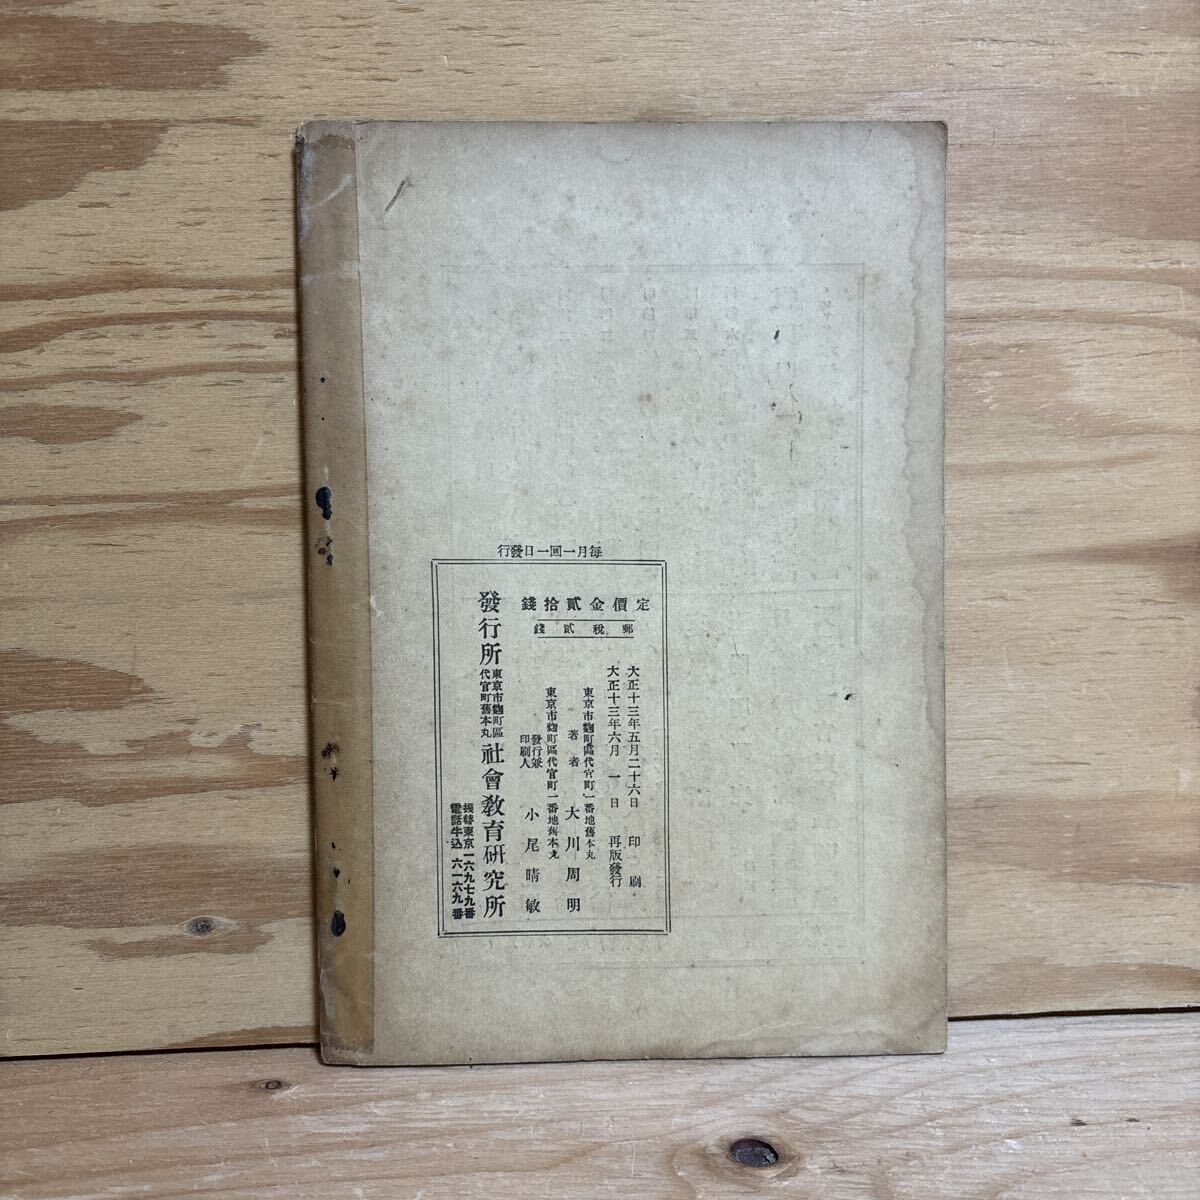 毎月一回一日發行
定價金貳拾錢
郵税貳錢
大正十三年五月二十六日 印刷
大正十三年六月一日 再版發行
東京市麴町區代官町一番地舊本丸
著者 大川周明
東京市麴町區代官町一番地舊本丸
發行兼
印刷人 小尾晴敏
發行所 東京市麴町區
代官町舊本丸 社會敎育硏究所
振替東京一六九七九番
電話牛込六一六九番